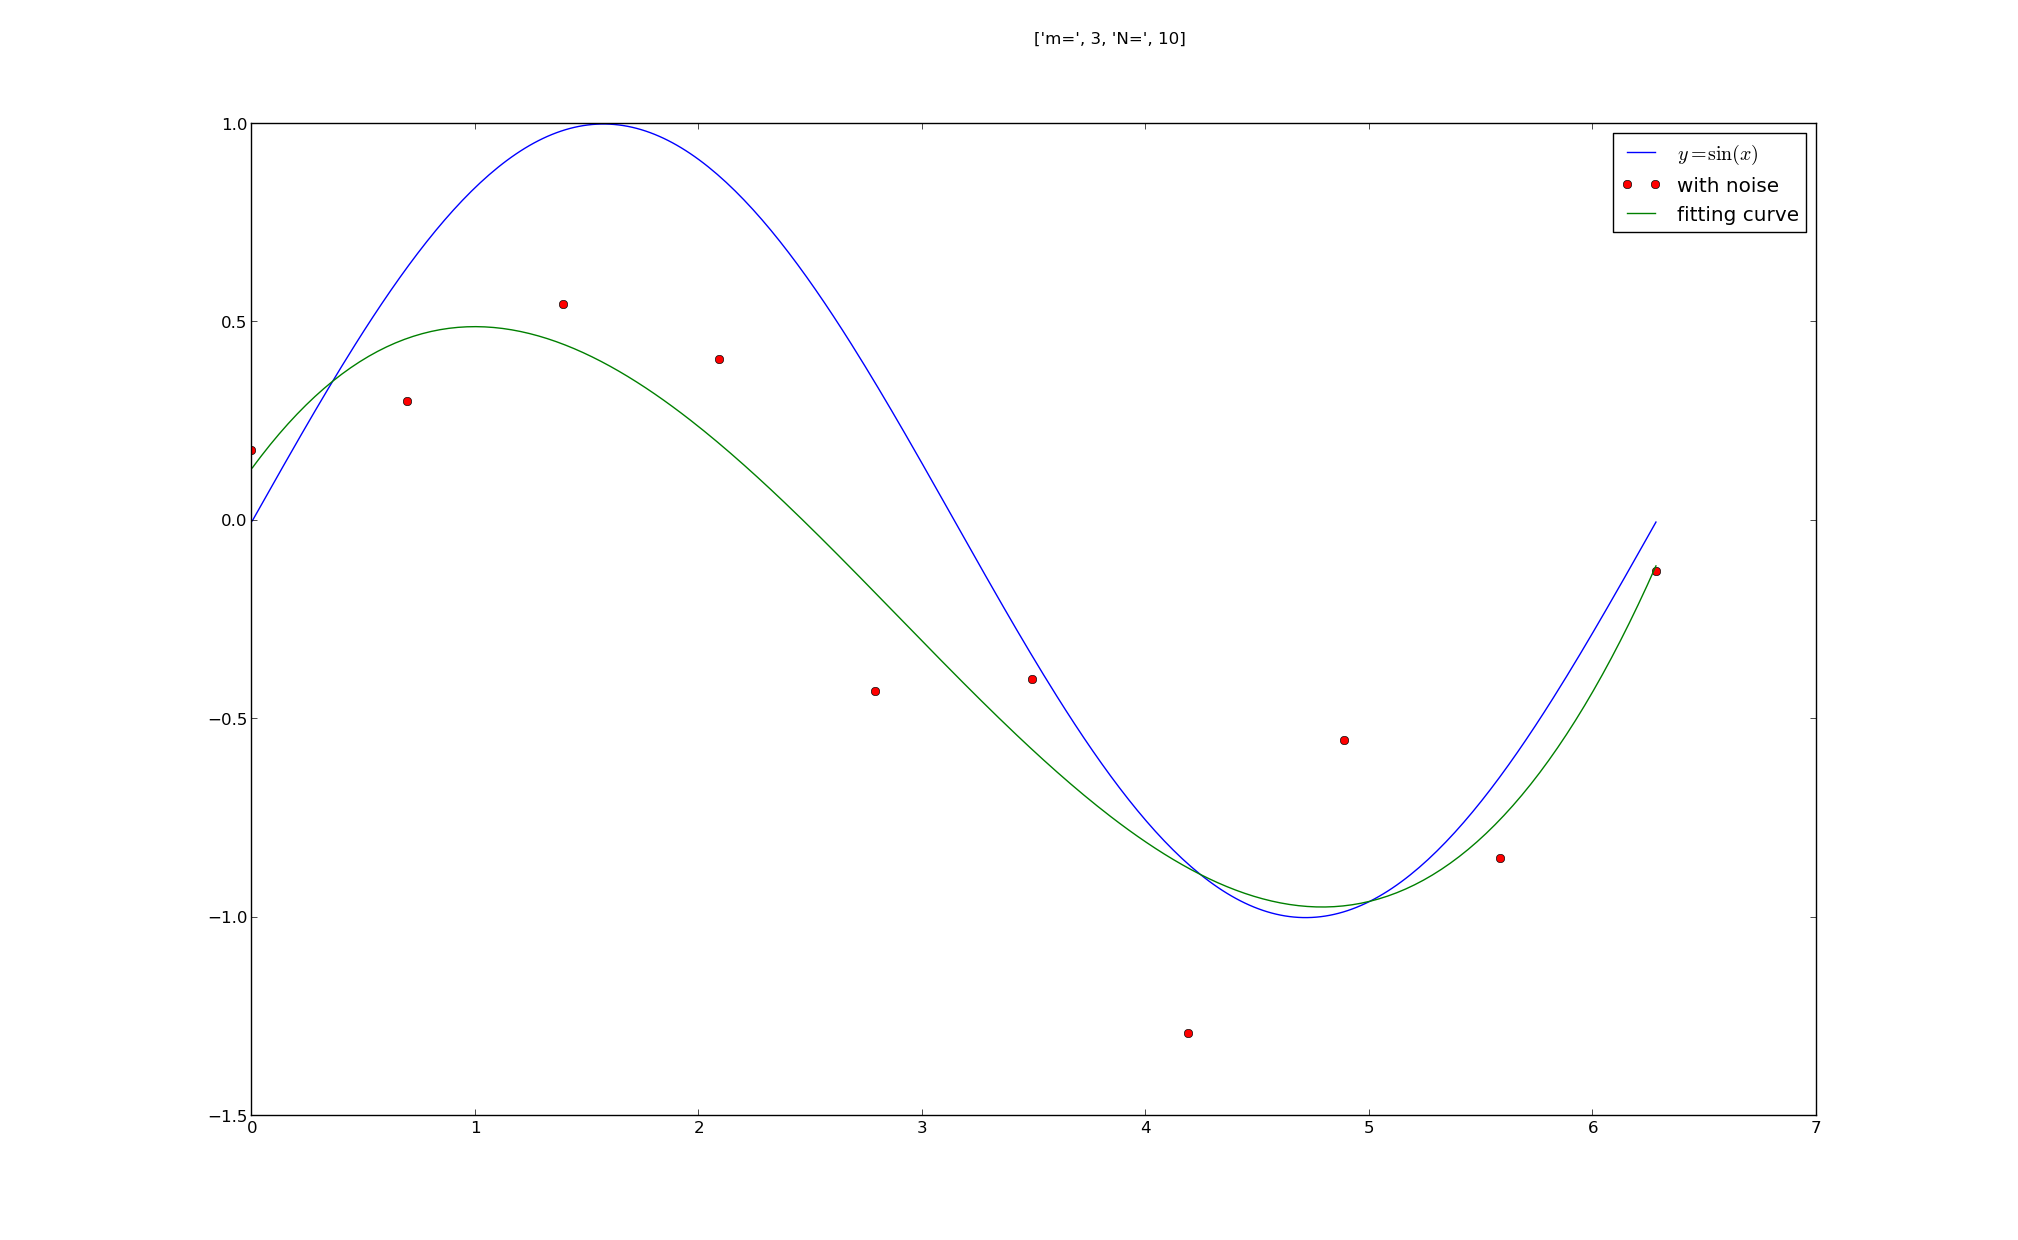 ['m=', 3, 'N=', 10]
1.0
0.5
0.0
−0.5
−1.0
−1.5
0 1 2 3 4 5 6 7
y=sin(x)
with noise
fitting curve